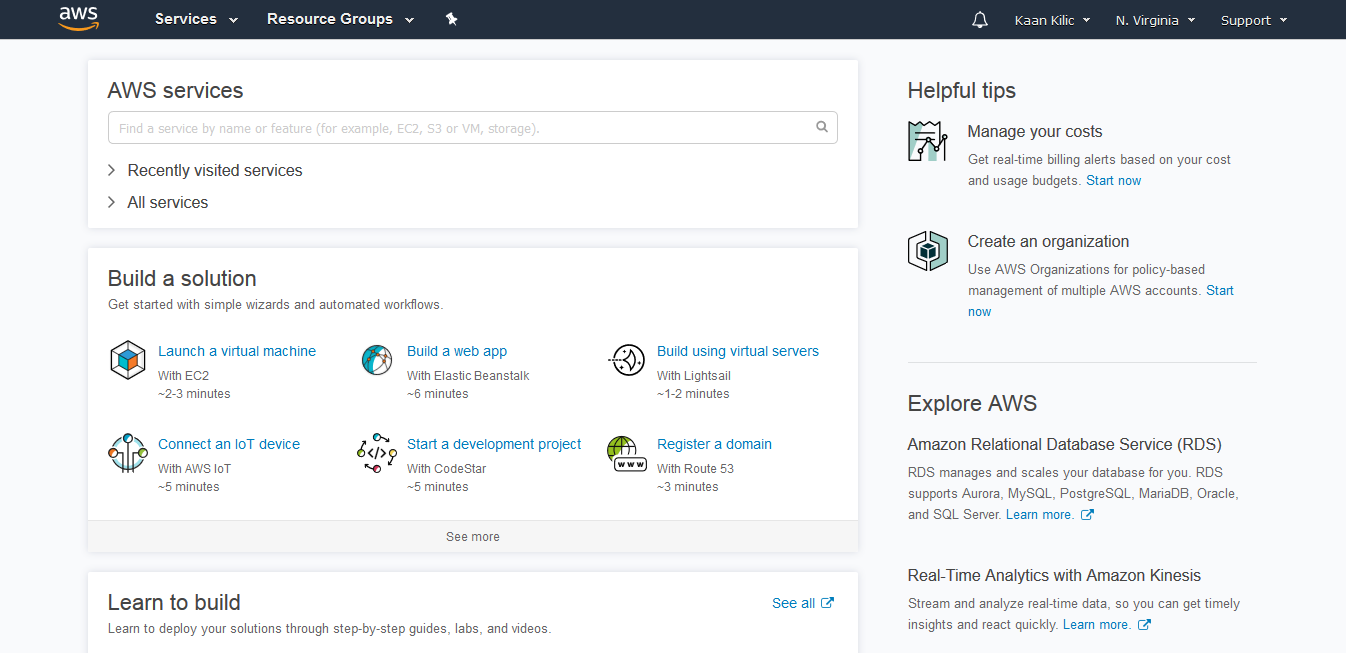 aws
Services
Resource Groups
Kaan Kilic
N. Virginia
Support
AWS services
Find a service by name or feature (for example, EC2, S3 or VM, storage).
Recently visited services
All services
Build a solution
Get started with simple wizards and automated workflows.
Launch a virtual machine
With EC2
~2-3 minutes
Build a web app
With Elastic Beanstalk
~6 minutes
Build using virtual servers
With Lightsail
~1-2 minutes
Connect an IoT device
With AWS IoT
~5 minutes
Start a development project
With CodeStar
~5 minutes
www
Register a domain
With Route 53
~3 minutes
See more
Learn to build
See all
Learn to deploy your solutions through step-by-step guides, labs, and videos.
Helpful tips
Manage your costs
Get real-time billing alerts based on your cost
and usage budgets. Start now
Create an organization
Use AWS Organizations for policy-based
management of multiple AWS accounts. Start
now
Explore AWS
Amazon Relational Database Service (RDS)
RDS manages and scales your database for you. RDS
supports Aurora, MySQL, PostgreSQL, MariaDB, Oracle,
and SQL Server. Learn more.
Real-Time Analytics with Amazon Kinesis
Stream and analyze real-time data, so you can get timely
insights and react quickly. Learn more.